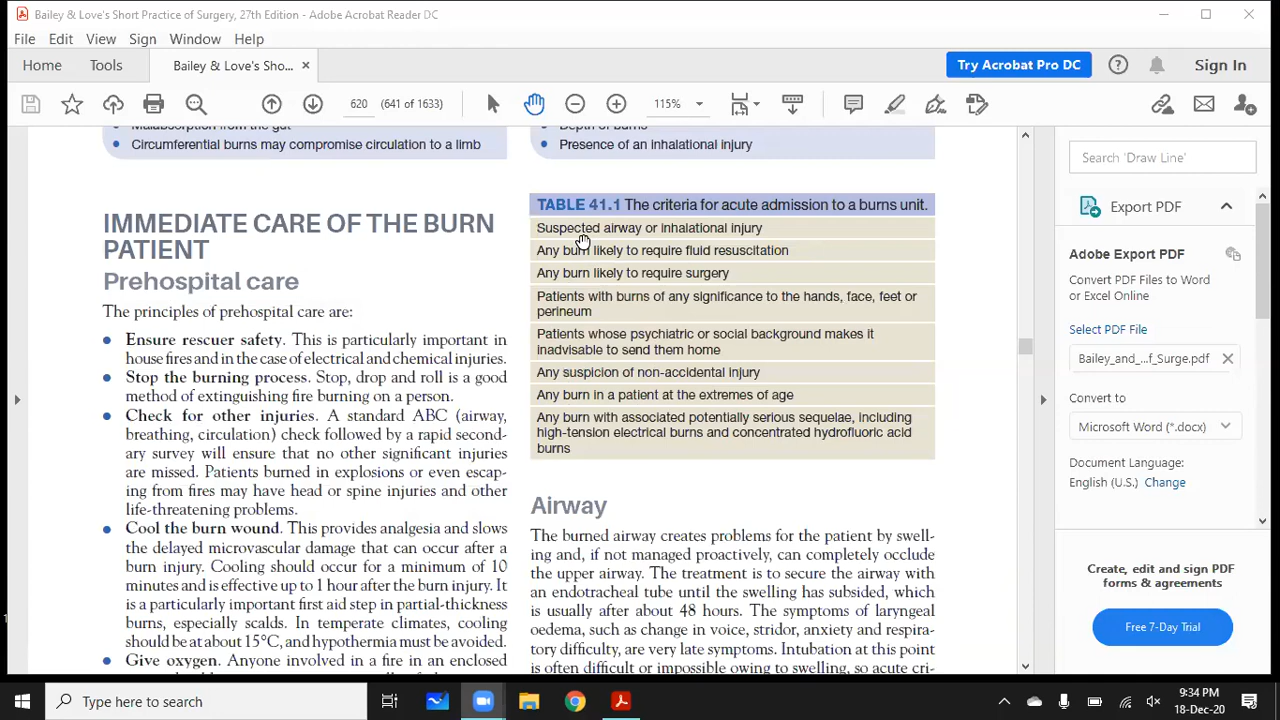 Bailey & Love's Short Practice of Surgery, 27th Edition - Adobe Acrobat Reader DC
File Edit View Sign Window Help
Home Tools Bailey & Love's Sho... × Try Acrobat Pro DC Sign In
620 (641 of 1633) 115%
Malabsorption from the gut
• Circumferential burns may compromise circulation to a limb
IMMEDIATE CARE OF THE BURN
PATIENT
Prehospital care
The principles of prehospital care are:
• Ensure rescuer safety. This is particularly important in
house fires and in the case of electrical and chemical injuries.
• Stop the burning process. Stop, drop and roll is a good
method of extinguishing fire burning on a person.
• Check for other injuries. A standard ABC (airway,
breathing, circulation) check followed by a rapid second-
ary survey will ensure that no other significant injuries
are missed. Patients burned in explosions or even escap-
ing from fires may have head or spine injuries and other
life-threatening problems.
• Cool the burn wound. This provides analgesia and slows
the delayed microvascular damage that can occur after a
burn injury. Cooling should occur for a minimum of 10
minutes and is effective up to 1 hour after the burn injury. It
is a particularly important first aid step in partial-thickness
burns, especially scalds. In temperate climates, cooling
should be at about 15°C, and hypothermia must be avoided.
• Give oxygen. Anyone involved in a fire in an enclosed
Depth of burns
• Presence of an inhalational injury
TABLE 41.1 The criteria for acute admission to a burns unit.
Suspected airway or inhalational injury
Any burn likely to require fluid resuscitation
Any burn likely to require surgery
Patients with burns of any significance to the hands, face, feet or
perineum
Patients whose psychiatric or social background makes it
inadvisable to send them home
Any suspicion of non-accidental injury
Any burn in a patient at the extremes of age
Any burn with associated potentially serious sequelae, including
high-tension electrical burns and concentrated hydrofluoric acid
burns
Airway
The burned airway creates problems for the patient by swell-
ing and, if not managed proactively, can completely occlude
the upper airway. The treatment is to secure the airway with
an endotracheal tube until the swelling has subsided, which
is usually after about 48 hours. The symptoms of laryngeal
oedema, such as change in voice, stridor, anxiety and respira-
tory difficulty, are very late symptoms. Intubation at this point
is often difficult or impossible owing to swelling, so acute cri-
Search 'Draw Line'
Export PDF
Adobe Export PDF
Convert PDF Files to Word
or Excel Online
Select PDF File
Bailey_and_...f_Surge.pdf ×
Convert to
Microsoft Word (*.docx)
Document Language:
English (U.S.) Change
Create, edit and sign PDF
forms & agreements
Free 7-Day Trial
Type here to search
9:34 PM
18-Dec-20